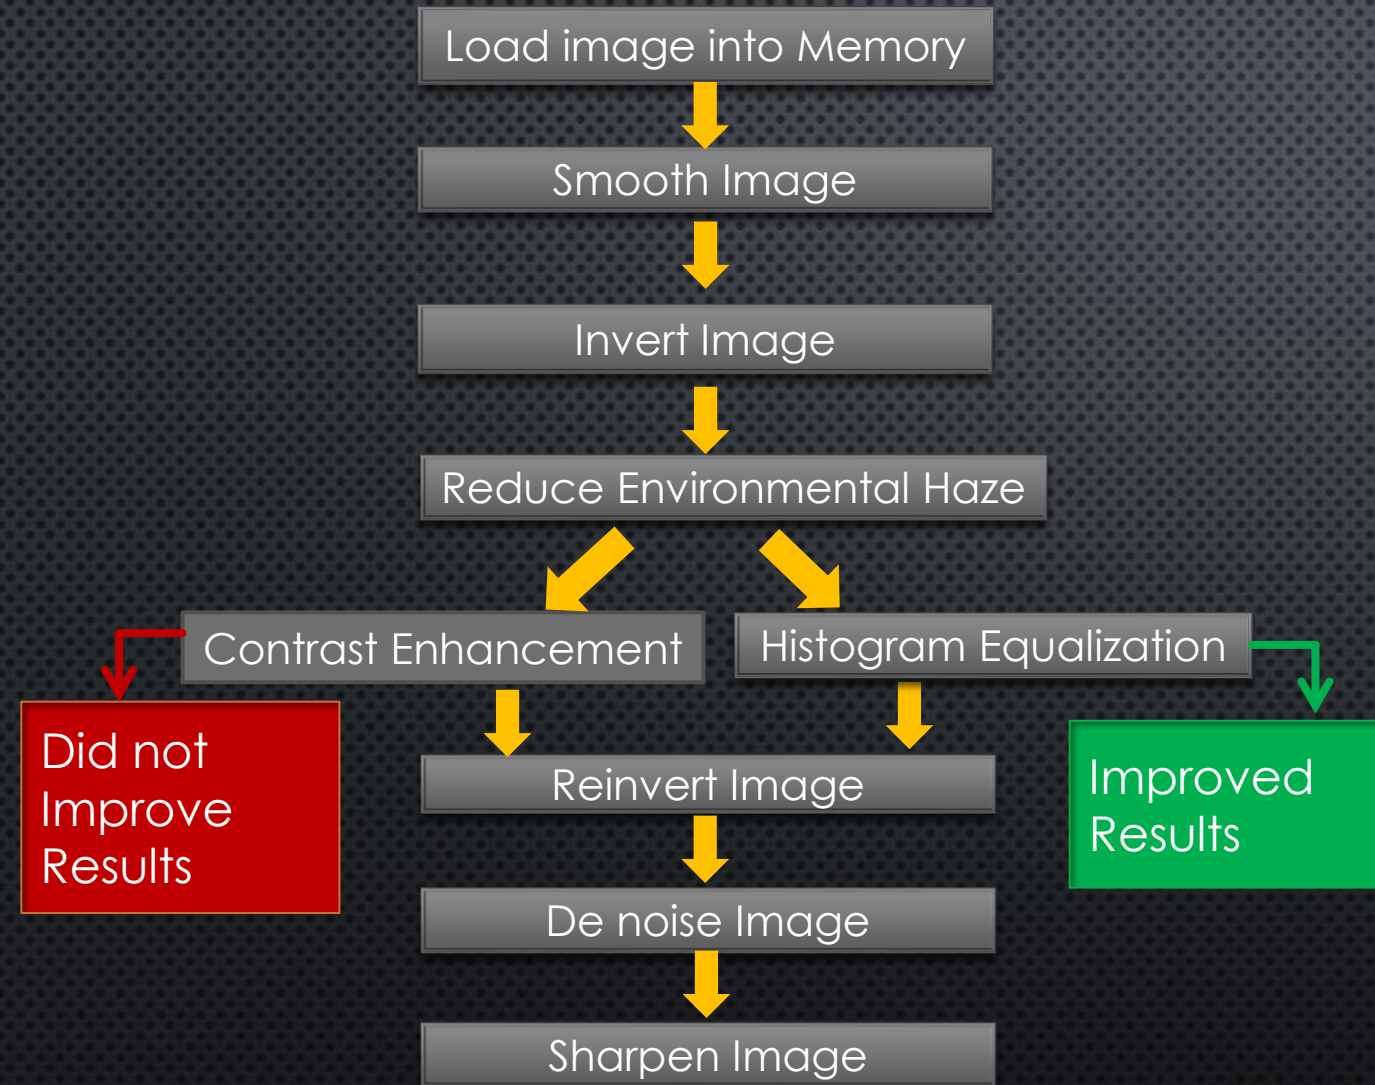 Load image into Memory
Smooth Image
Invert Image
Reduce Environmental Haze
Contrast Enhancement
Histogram Equalization
Did not
Improve
Results
Improved
Results
Reinvert Image
De noise Image
Sharpen Image